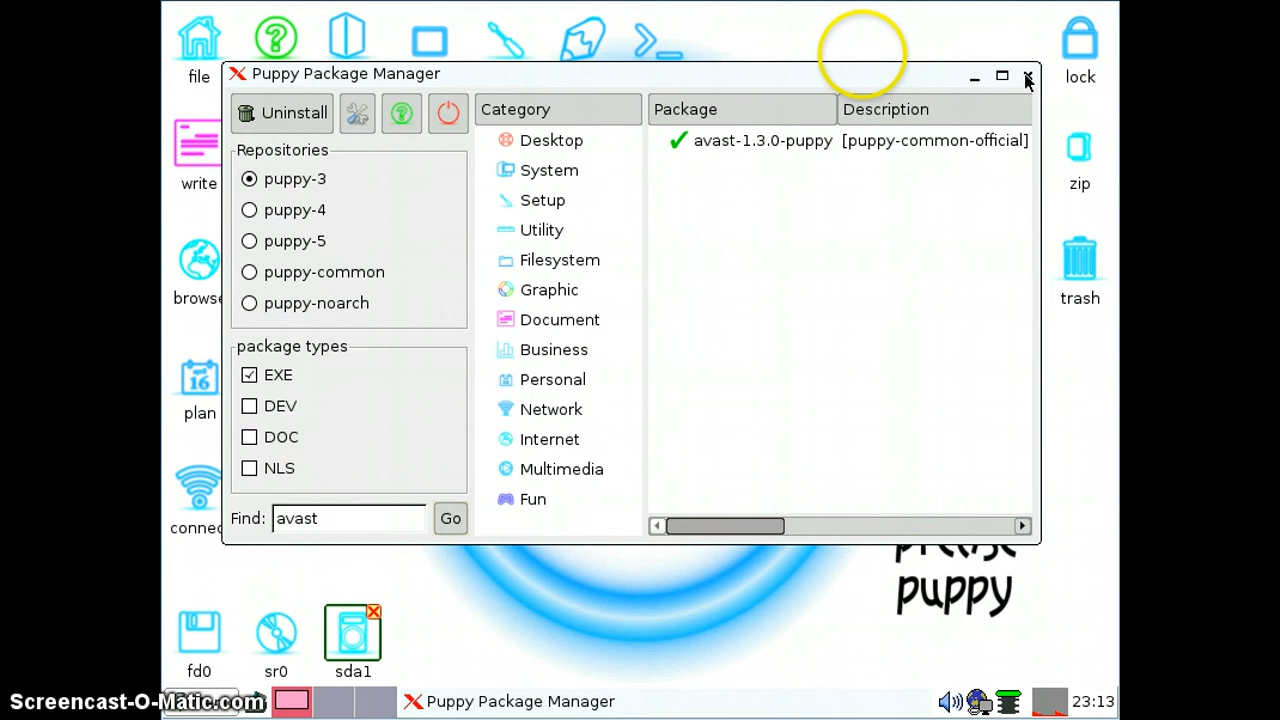 file
write
browse
plan
connec
lock
zip
trash
Puppy Package Manager
Uninstall
Repositories
puppy-3
puppy-4
puppy-5
puppy-common
puppy-noarch
package types
EXE
DEV
DOC
NLS
Find: avast Go
Category
Desktop
System
Setup
Utility
Filesystem
Graphic
Document
Business
Personal
Network
Internet
Multimedia
Fun
Package Description
avast-1.3.0-puppy [puppy-common-official]
puppy
16
fd0
sr0
sda1
Screencast-O-Matic.com
Puppy Package Manager
23:13